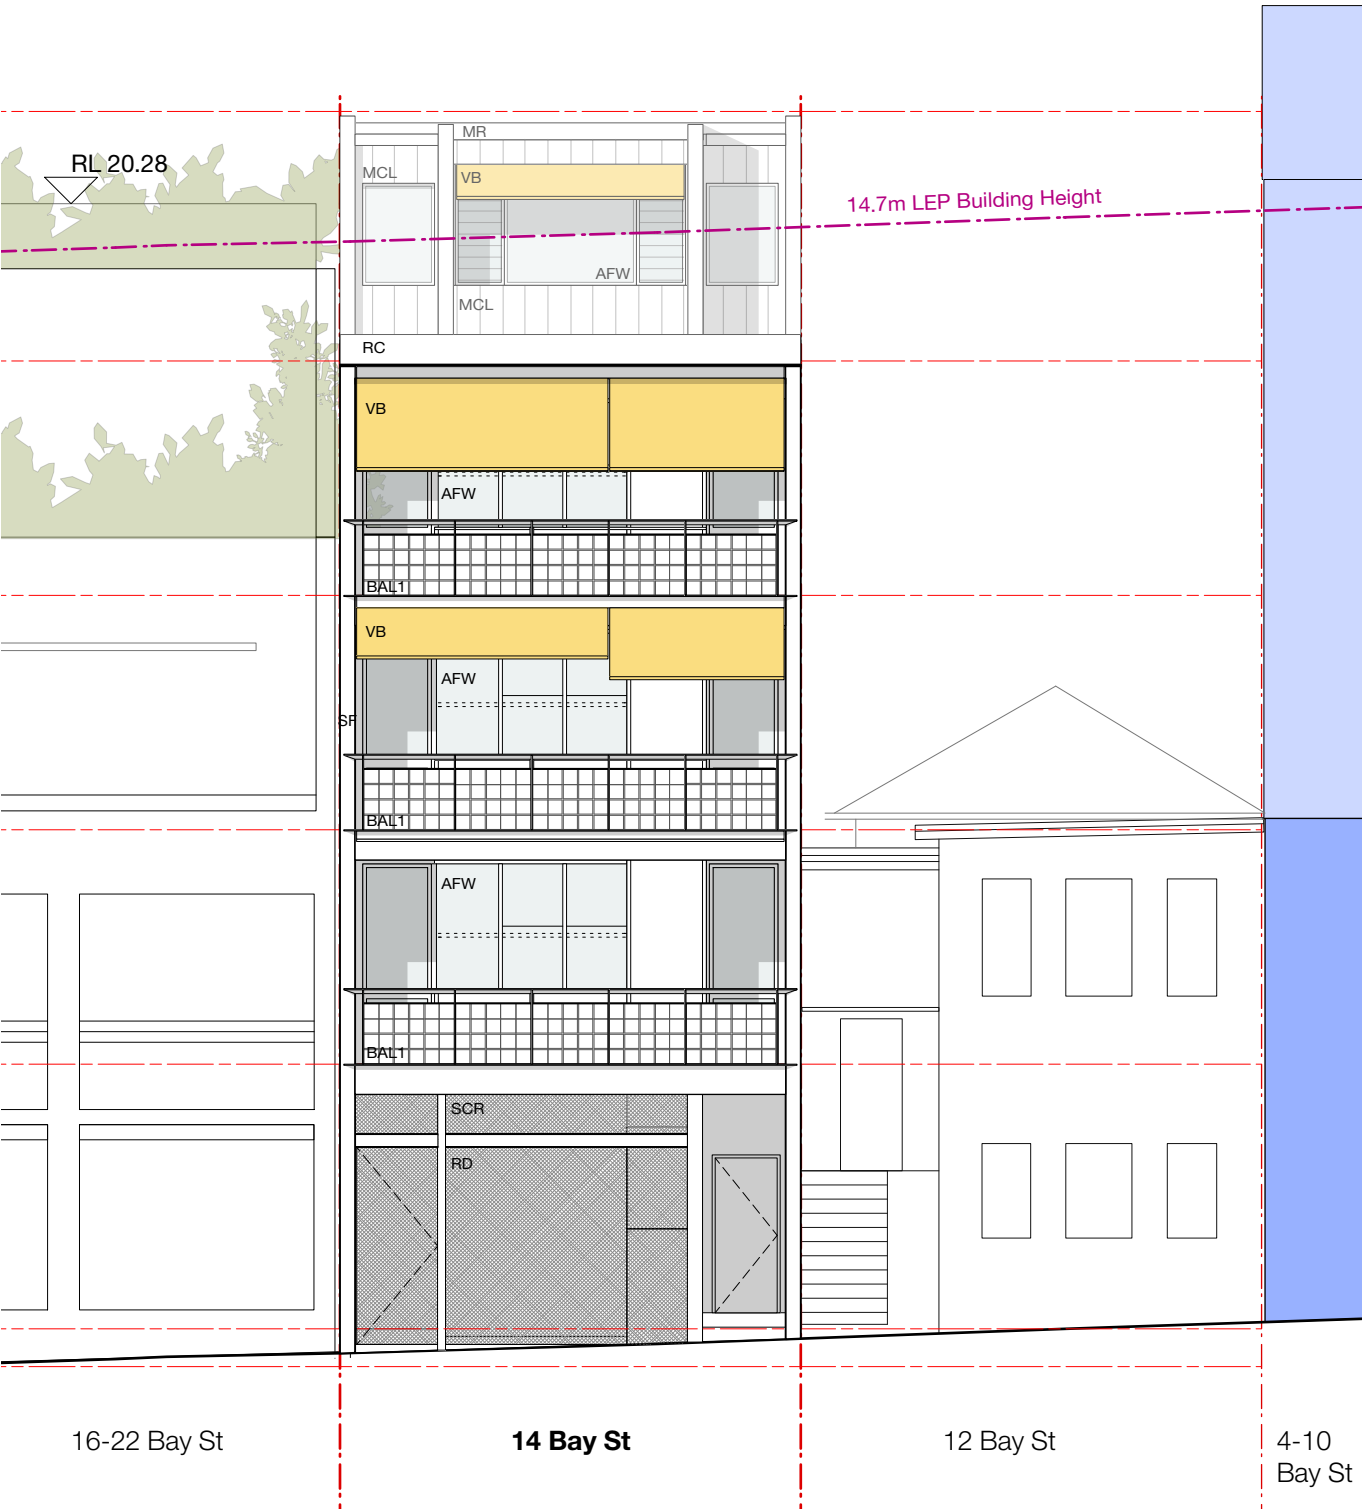 MR
RL 20.28
MCL
VB
14.7m LEP Building Height
AFW
MCL
RC
VB
AFW
BAL1
VB
AFW
SF
BAL1
AFW
BAL1
SCR
RD
16-22 Bay St
14 Bay St
12 Bay St
4-10
Bay St